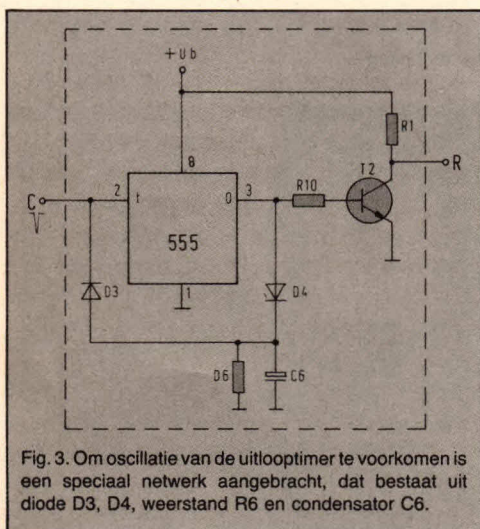 +Ub
R1
8
T2
R
C
2
t
0
3
R10
555
D3
1
D4
D6
C6
Fig. 3. Om oscillatie van de uitlooptimer te voorkomen is
een speciaal netwerk aangebracht, dat bestaat uit
diode D3, D4, weerstand R6 en condensator C6.